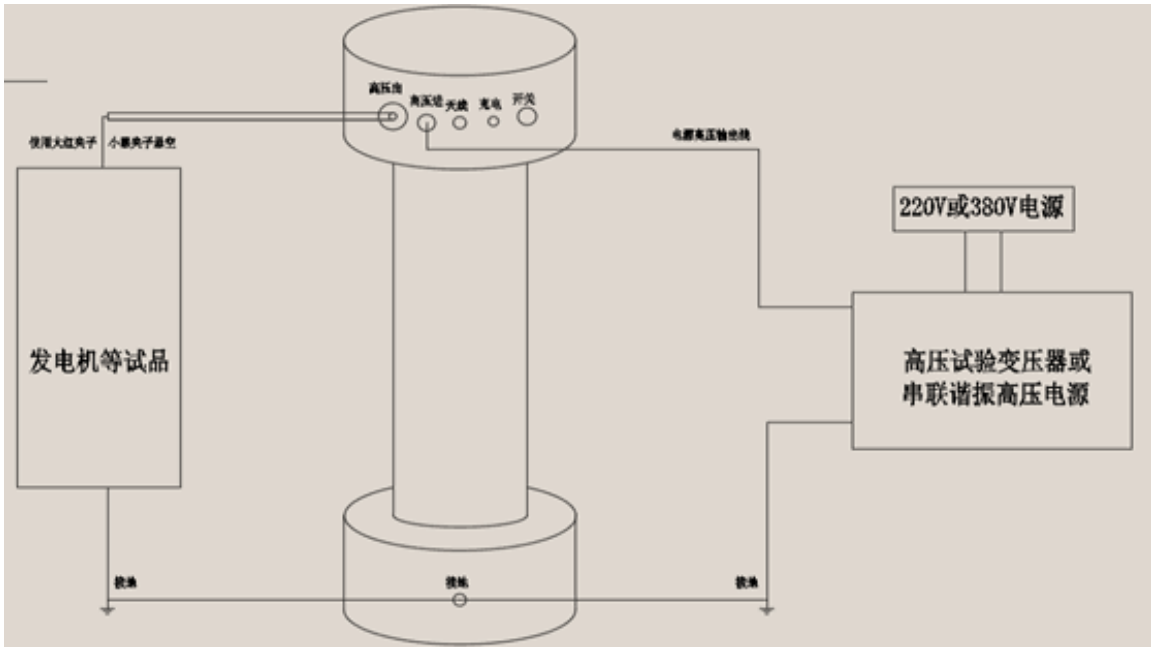 高压出
高压进
天线
充电
开关
使用大红夹子
小黑夹子悬空
电源高压输出线
220V或380V电源
发电机等试品
高压试验变压器或
串联谐振高压电源
接地
接地
接地